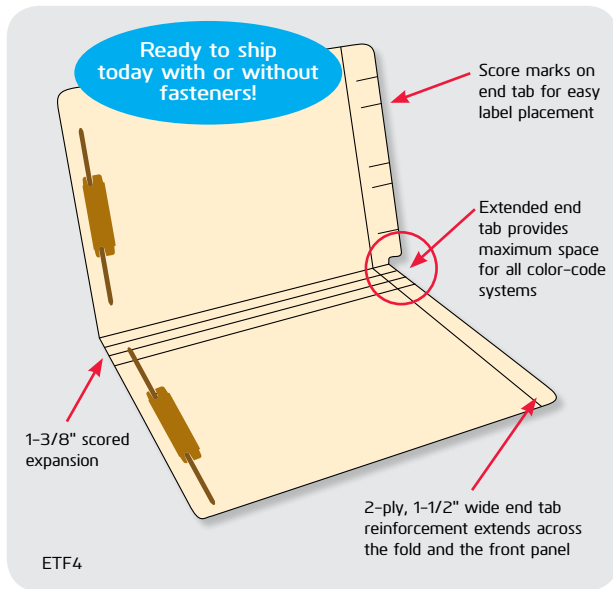 Ready to ship
today with or without
fasteners!
Score marks on
end tab for easy
label placement
Extended end
tab provides
maximum space
for all color-code
systems
1-3/8" scored
expansion
2-ply, 1-1/2" wide end tab
reinforcement extends across
the fold and the front panel
ETF4